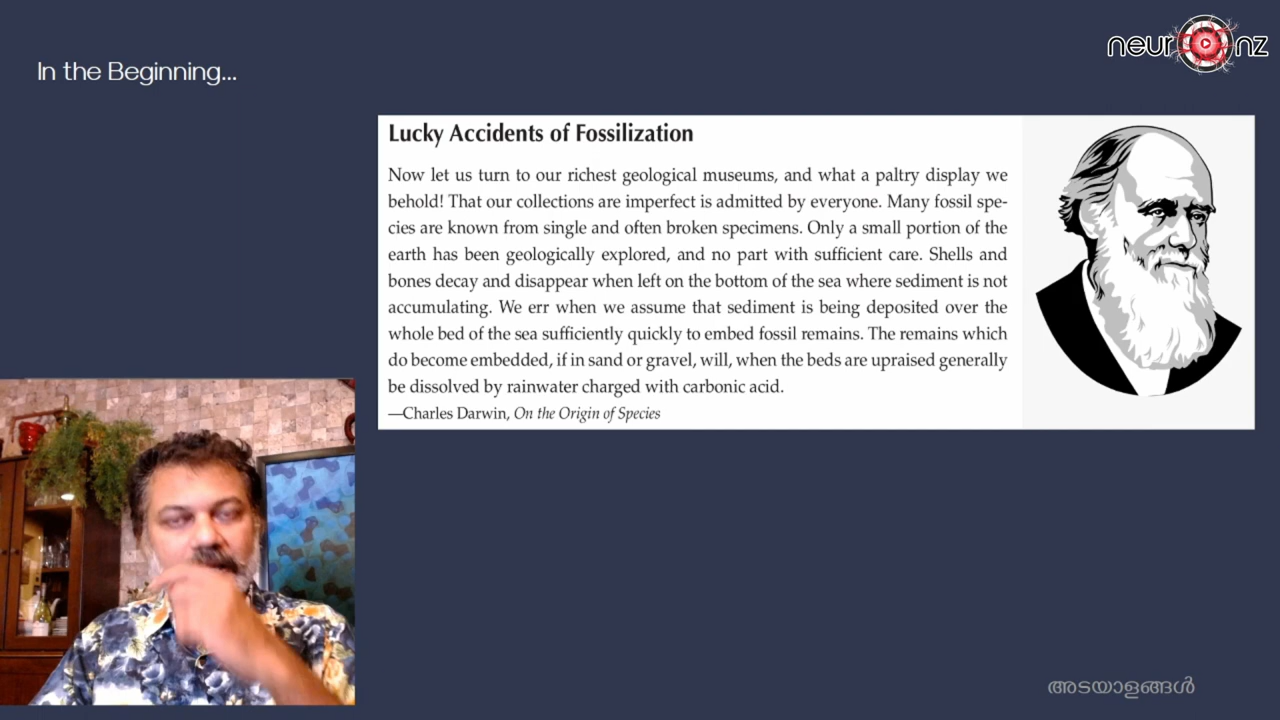 In the Beginning...
neuronz
Lucky Accidents of Fossilization
Now let us turn to our richest geological museums, and what a paltry display we
behold! That our collections are imperfect is admitted by everyone. Many fossil spe-
cies are known from single and often broken specimens. Only a small portion of the
earth has been geologically explored, and no part with sufficient care. Shells and
bones decay and disappear when left on the bottom of the sea where sediment is not
accumulating. We err when we assume that sediment is being deposited over the
whole bed of the sea sufficiently quickly to embed fossil remains. The remains which
do become embedded, if in sand or gravel, will, when the beds are upraised generally
be dissolved by rainwater charged with carbonic acid.
—Charles Darwin, On the Origin of Species
അടയാളങ്ങൾ